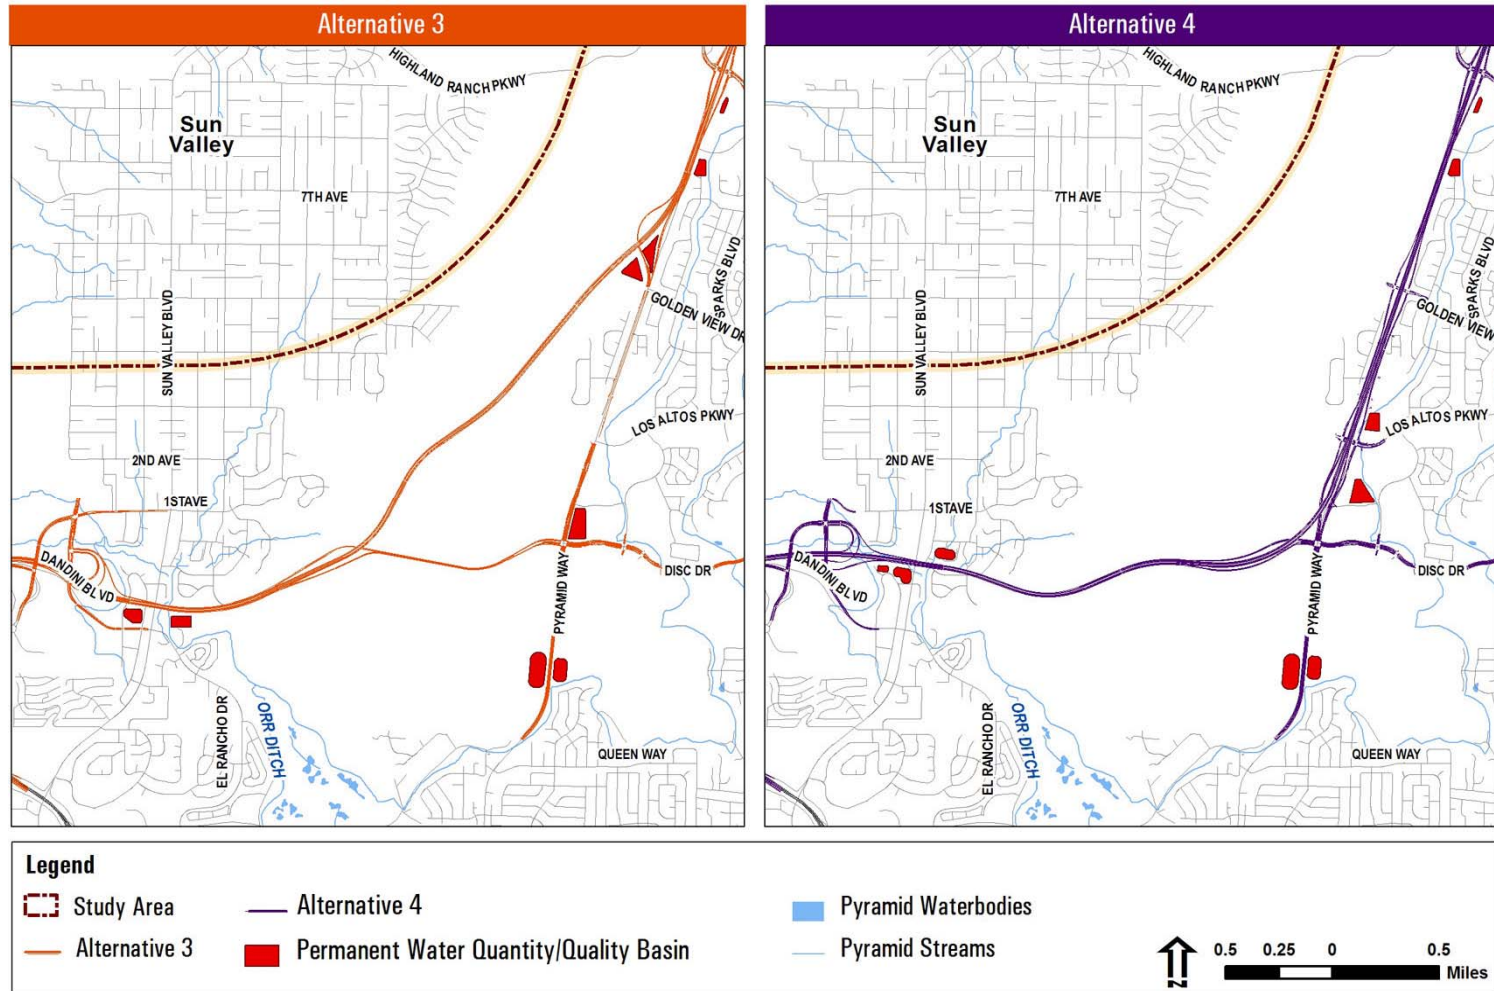 Alternative 3
HIGHLAND RANCH PKWY
Sun
Valley
7TH AVE
SPARKS BLVD
GOLDEN VIEW DR
SUN VALLEY BLVD
LOS ALTOS PKWY
2ND AVE
1STAVE
DANDINI BLVD
DISC DR
PYRAMID WAY
EL RANCHO DR
ORR DITCH
QUEEN WAY
Alternative 4
HIGHLAND RANCH PKWY
Sun
Valley
7TH AVE
SPARKS BLVD
GOLDEN VIEW
SUN VALLEY BLVD
LOS ALTOS PKWY
2ND AVE
1STAVE
DANDINI BLVD
DISC DR
PYRAMID WAY
EL RANCHO DR
ORR DITCH
QUEEN WAY
Legend
Study Area
Alternative 3
Alternative 4
Permanent Water Quantity/Quality Basin
Pyramid Waterbodies
Pyramid Streams
N
0.5 0.25 0 0.5
Miles